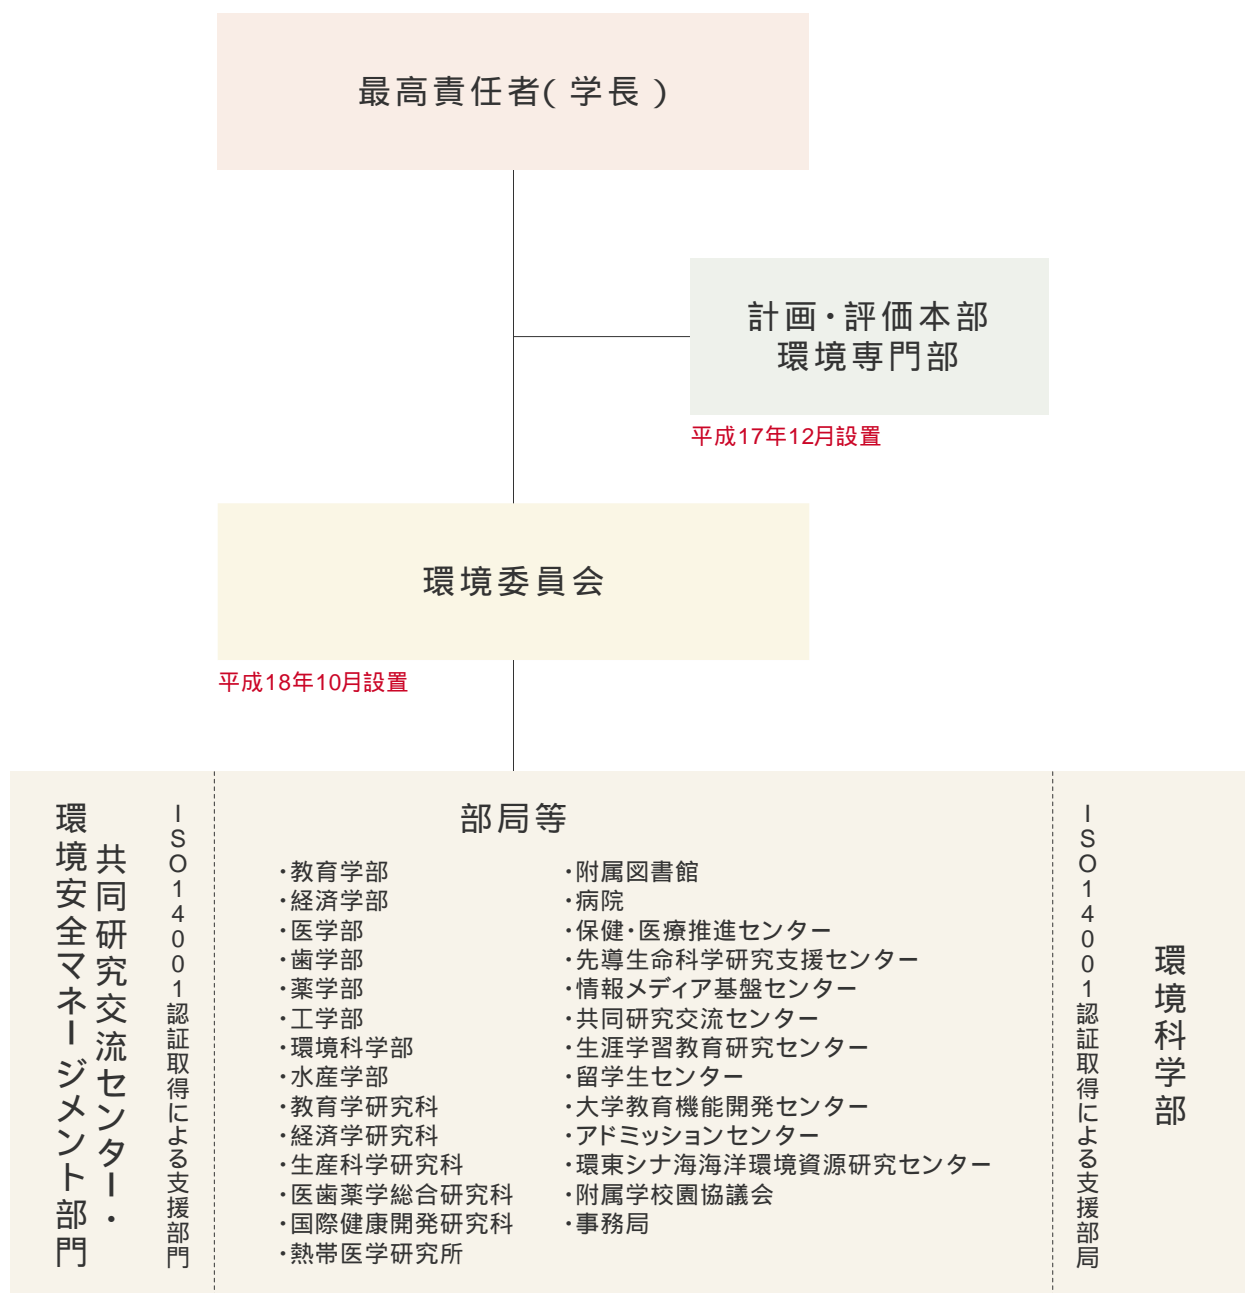 最高責任者(学長)
計画・評価本部
環境専門部
平成17年12月設置
環境委員会
平成18年10月設置
共同研究交流センター・
環境安全マネージメント部門
ISO14001認証取得による支援部門
部局等
・教育学部
・経済学部
・医学部
・歯学部
・薬学部
・工学部
・環境科学部
・水産学部
・教育学研究科
・経済学研究科
・生産科学研究科
・医歯薬学総合研究科
・国際健康開発研究科
・熱帯医学研究所
・附属図書館
・病院
・保健・医療推進センター
・先導生命科学研究支援センター
・情報メディア基盤センター
・共同研究交流センター
・生涯学習教育研究センター
・留学生センター
・大学教育機能開発センター
・アドミッションセンター
・環東シナ海海洋環境資源研究センター
・附属学校園協議会
・事務局
ISO14001認証取得による支援部局
環境科学部